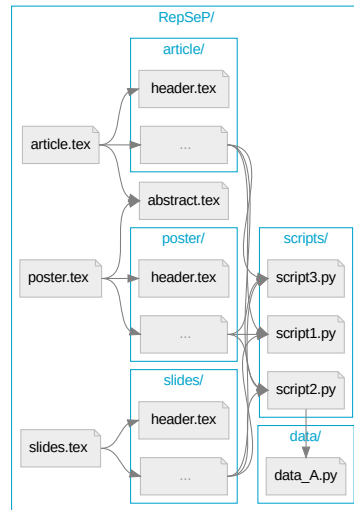 RepSeP/
article/
header.tex
article.tex
...
abstract.tex
poster/
scripts/
poster.tex
header.tex
script3.py
...
script1.py
slides/
script2.py
header.tex
data/
slides.tex
...
data_A.py